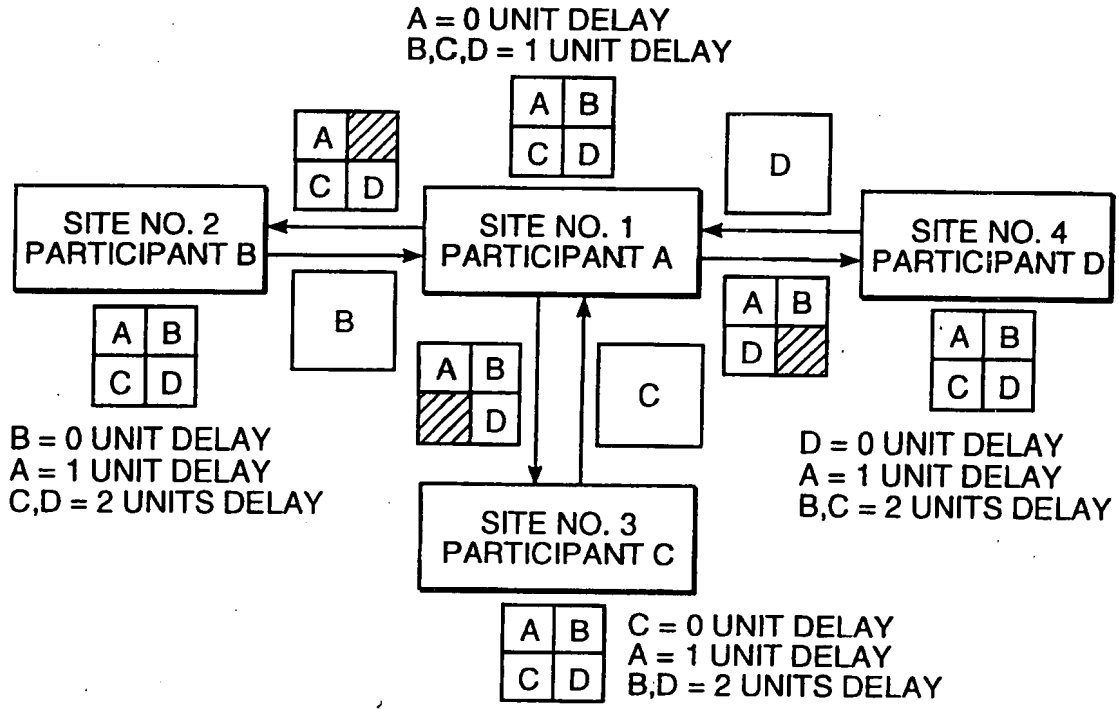 A = 0 UNIT DELAY
B,C,D = 1 UNIT DELAY
A B
C D
A
C D
D
SITE NO. 2
PARTICIPANT B
SITE NO. 1
PARTICIPANT A
SITE NO. 4
PARTICIPANT D
B
A B
D
A B
C D
A B
D
C
A B
C D
B = 0 UNIT DELAY
A = 1 UNIT DELAY
C,D = 2 UNITS DELAY
D = 0 UNIT DELAY
A = 1 UNIT DELAY
B,C = 2 UNITS DELAY
SITE NO. 3
PARTICIPANT C
A B
C D
C = 0 UNIT DELAY
A = 1 UNIT DELAY
B,D = 2 UNITS DELAY